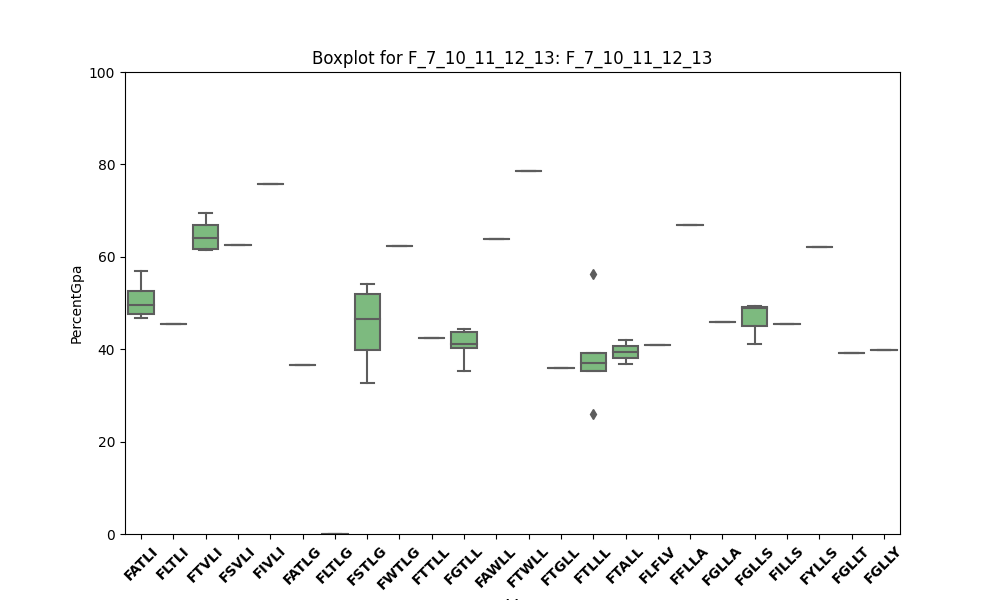 Boxplot for F_7_10_11_12_13: F_7_10_11_12_13
PercentGpa
100
80
60
40
20
0
FATLI
FLTLI
FTVLI
FSVLI
FIVLI
FATLG
FLTLG
FSTLG
FWTLG
FTTLL
FGTLL
FAWLL
FTWLL
FTGLL
FTLLL
FTALL
FLFLV
FFLLA
FGLLA
FGLLS
FILLS
FYLLS
FGLLT
FGLLY